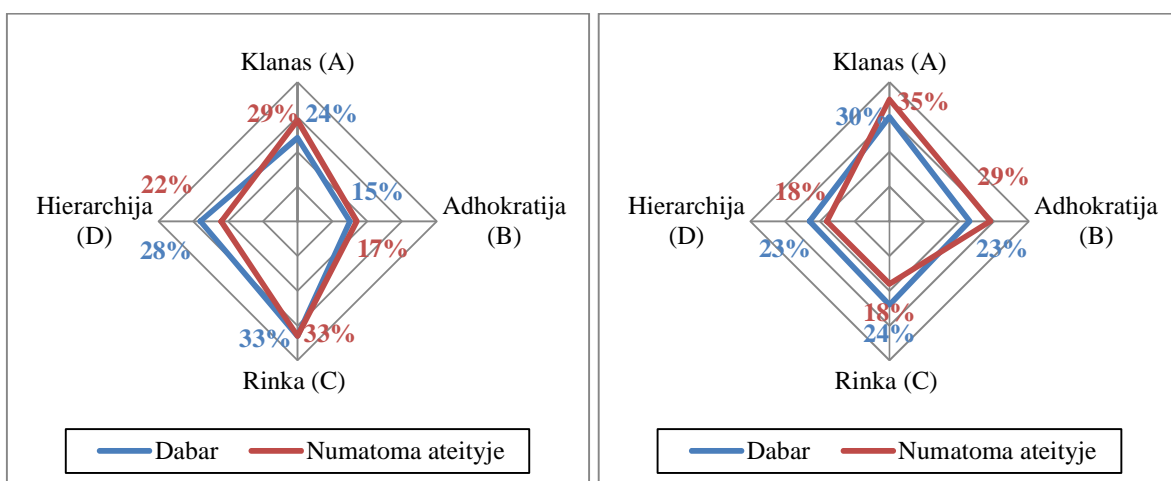 Klanas (A)
29% 24%
22% 15%
Hierarchija Adhokratija
(D) (B)
28% 17%
33% 33%
Rinka (C)
Dabar Numatoma ateityje
Klanas (A)
35%
30%
18% 29%
Hierarchija Adhokratija
(D) (B)
23% 23%
18%
24%
Rinka (C)
Dabar Numatoma ateityje